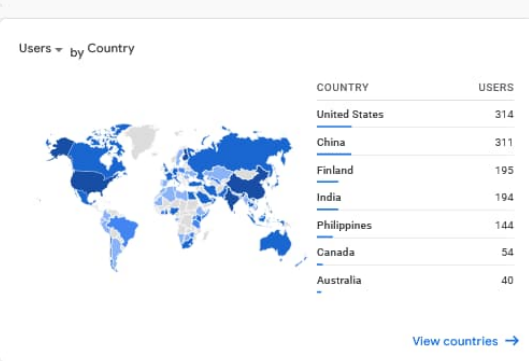 Users by Country
COUNTRY USERS
United States 314
China 311
Finland 195
India 194
Philippines 144
Canada 54
Australia 40
View countries →